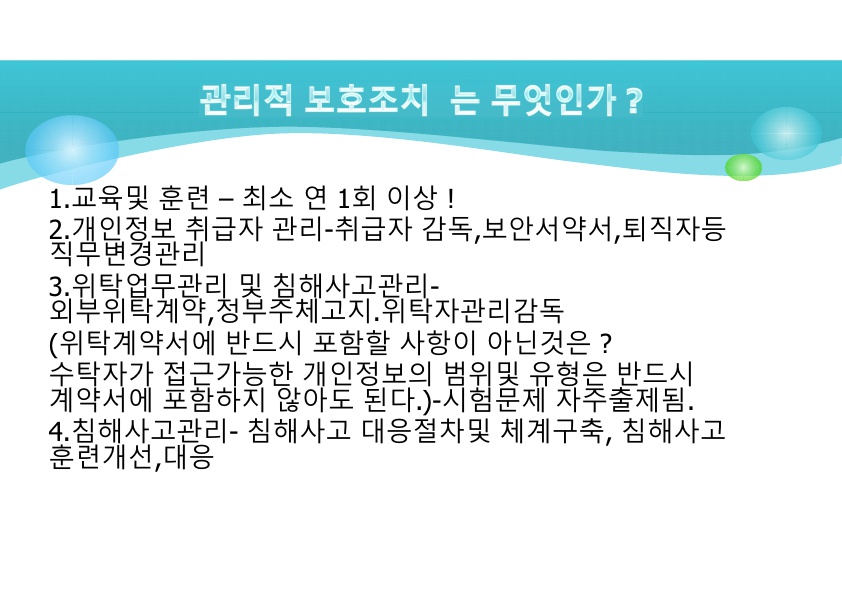 관리적 보호조치 는 무엇인가 ?
1.교육및 훈련 – 최소 연 1회 이상 !
2.개인정보 취급자 관리-취급자 감독,보안서약서,퇴직자등
직무변경관리
3.위탁업무관리 및 침해사고관리-
외부위탁계약,정부주체고지.위탁자관리감독
(위탁계약서에 반드시 포함할 사항이 아닌것은 ?
수탁자가 접근가능한 개인정보의 범위및 유형은 반드시
계약서에 포함하지 않아도 된다.)-시험문제 자주출제됨.
4.침해사고관리- 침해사고 대응절차및 체계구축, 침해사고
훈련개선,대응